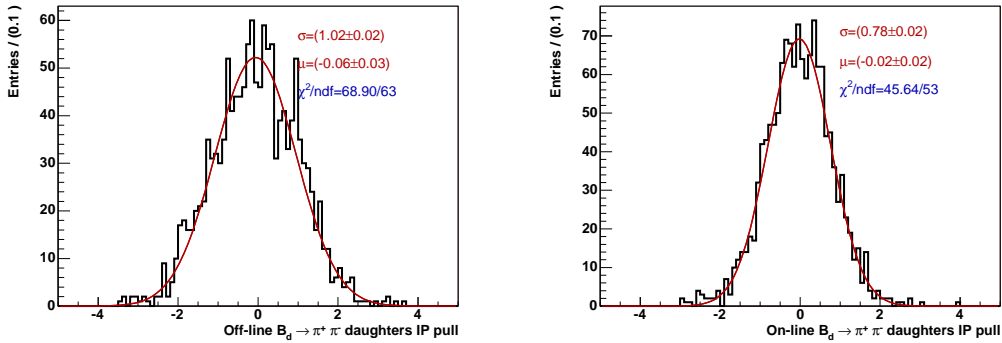 Entries / (0.1)
60
50
40
30
20
10
0
σ=(1.02±0.02)
μ=(-0.06±0.03)
χ²/ndf=68.90/63
-4 -2 0 2 4
Off-line B_d → π⁺ π⁻ daughters IP pull
Entries / (0.1)
70
60
50
40
30
20
10
0
σ=(0.78±0.02)
μ=(-0.02±0.02)
χ²/ndf=45.64/53
-4 -2 0 2 4
On-line B_d → π⁺ π⁻ daughters IP pull